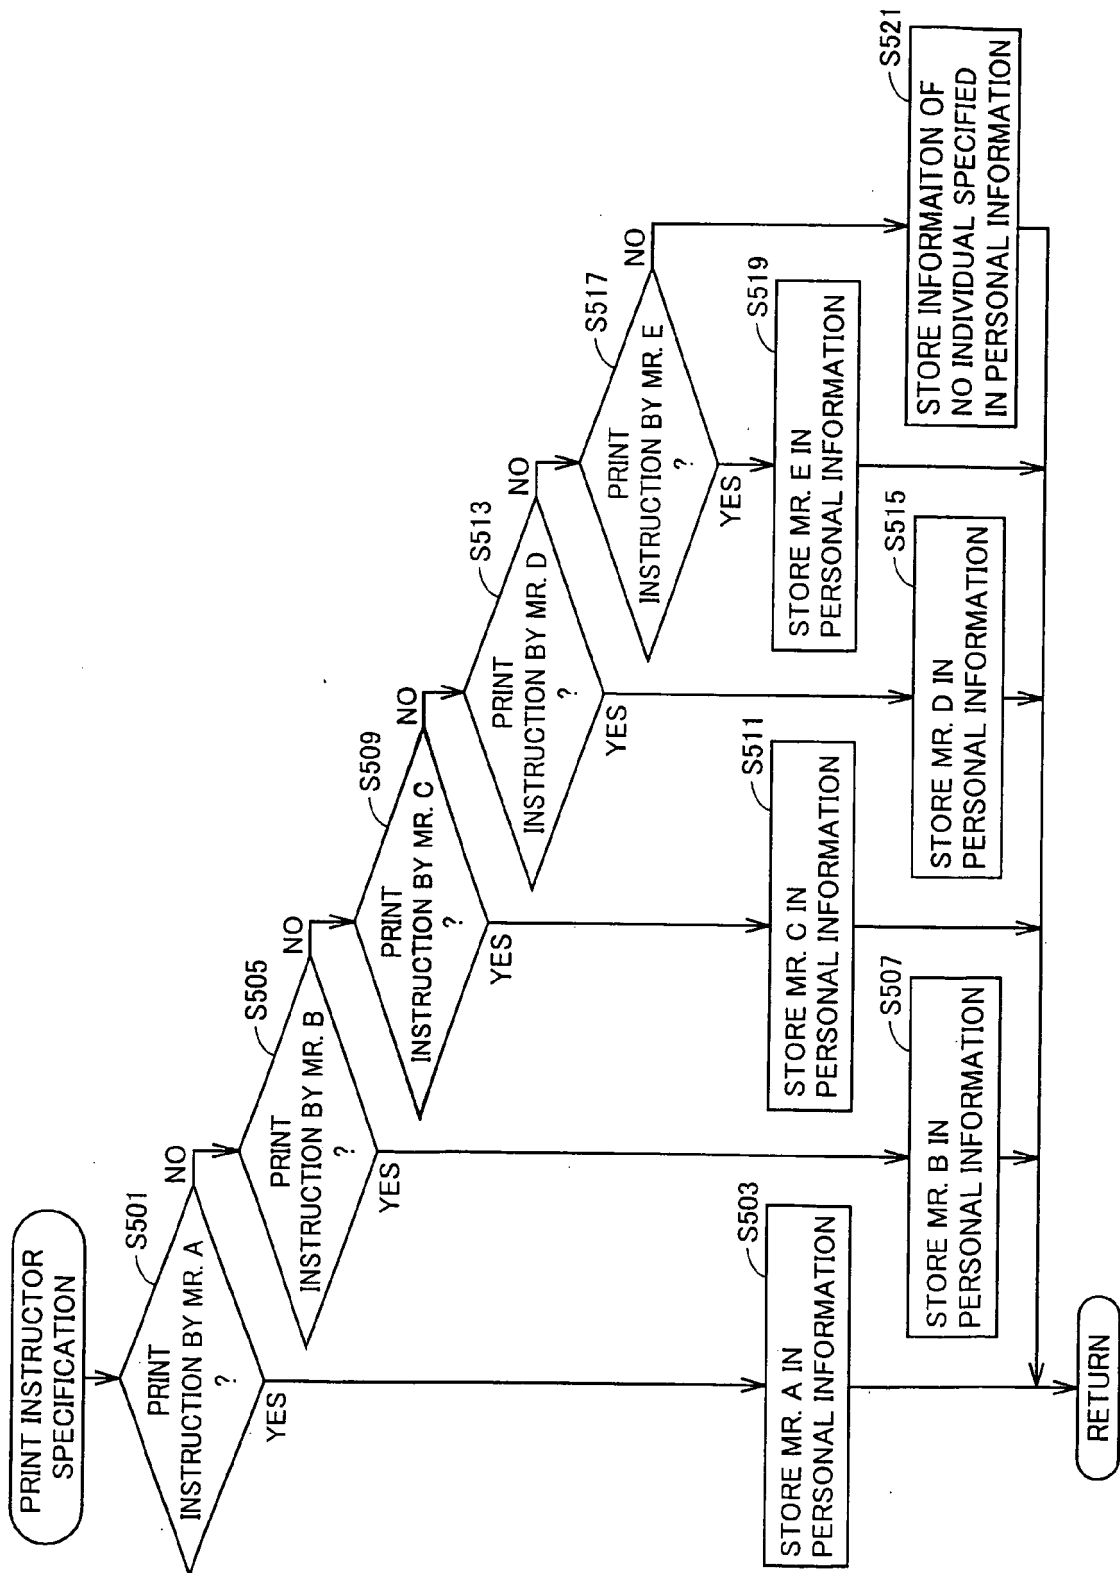 PRINT INSTRUCTOR
SPECIFICATION
S501
PRINT
INSTRUCTION BY MR. A
?
NO
YES
S503
STORE MR. A IN
PERSONAL INFORMATION
S505
PRINT
INSTRUCTION BY MR. B
?
NO
YES
S507
STORE MR. B IN
PERSONAL INFORMATION
S509
PRINT
INSTRUCTION BY MR. C
?
NO
YES
S511
STORE MR. C IN
PERSONAL INFORMATION
S513
PRINT
INSTRUCTION BY MR. D
?
NO
YES
S515
STORE MR. D IN
PERSONAL INFORMATION
S517
PRINT
INSTRUCTION BY MR. E
?
NO
YES
S519
STORE MR. E IN
PERSONAL INFORMATION
S521
STORE INFORMAITON OF
NO INDIVIDUAL SPECIFIED
IN PERSONAL INFORMATION
RETURN